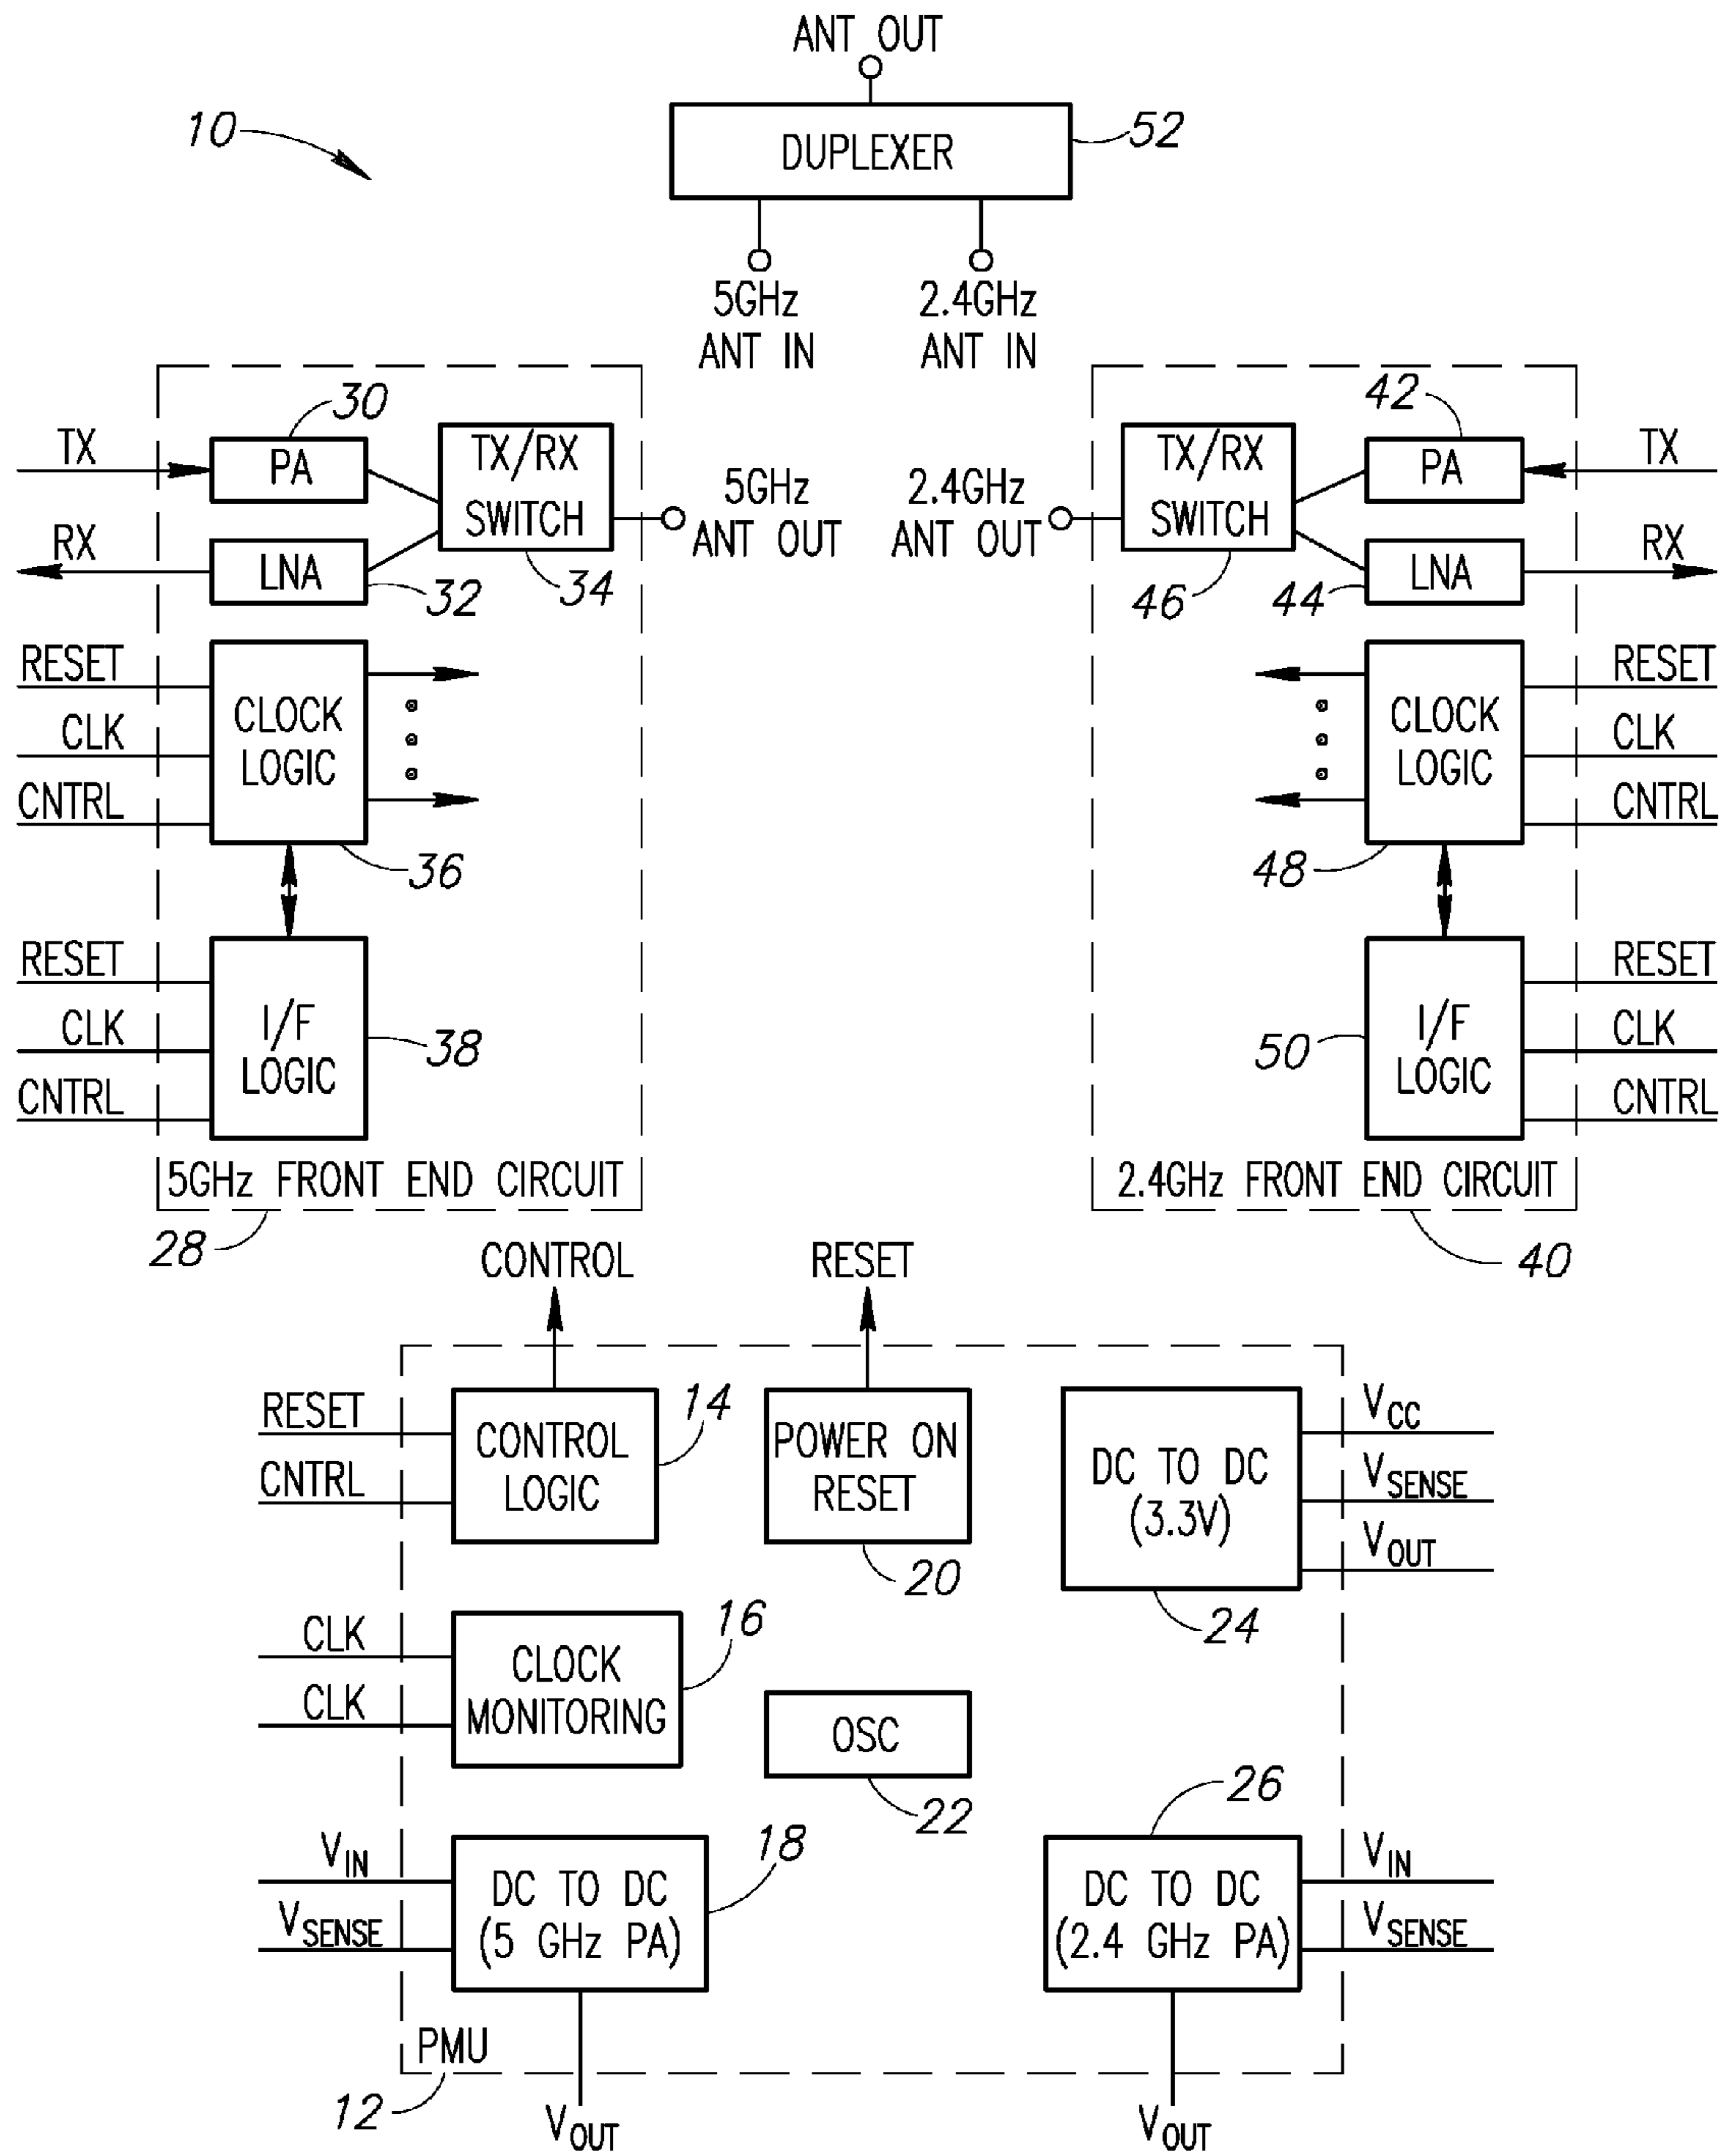 ANT OUT
10
DUPLEXER
52
5GHz
ANT IN
2.4GHz
ANT IN
30
TX
PA
TX/RX
SWITCH
5GHz
ANT OUT
RX
LNA
32
34
RESET
CLK
CNTRL
CLOCK
LOGIC
36
RESET
CLK
CNTRL
I/F
LOGIC
38
5GHz FRONT END CIRCUIT
28
42
2.4GHz
ANT OUT
TX/RX
SWITCH
PA
TX
46
44
LNA
RX
CLOCK
LOGIC
RESET
CLK
CNTRL
48
50
I/F
LOGIC
RESET
CLK
CNTRL
2.4GHz FRONT END CIRCUIT
40
CONTROL
RESET
RESET
CNTRL
CONTROL
LOGIC
14
POWER ON
RESET
20
DC TO DC
(3.3V)
VCC
VSENSE
VOUT
24
CLK
CLK
CLOCK
MONITORING
16
OSC
22
VIN
VSENSE
DC TO DC
(5 GHz PA)
18
26
DC TO DC
(2.4 GHz PA)
VIN
VSENSE
PMU
12
VOUT
VOUT